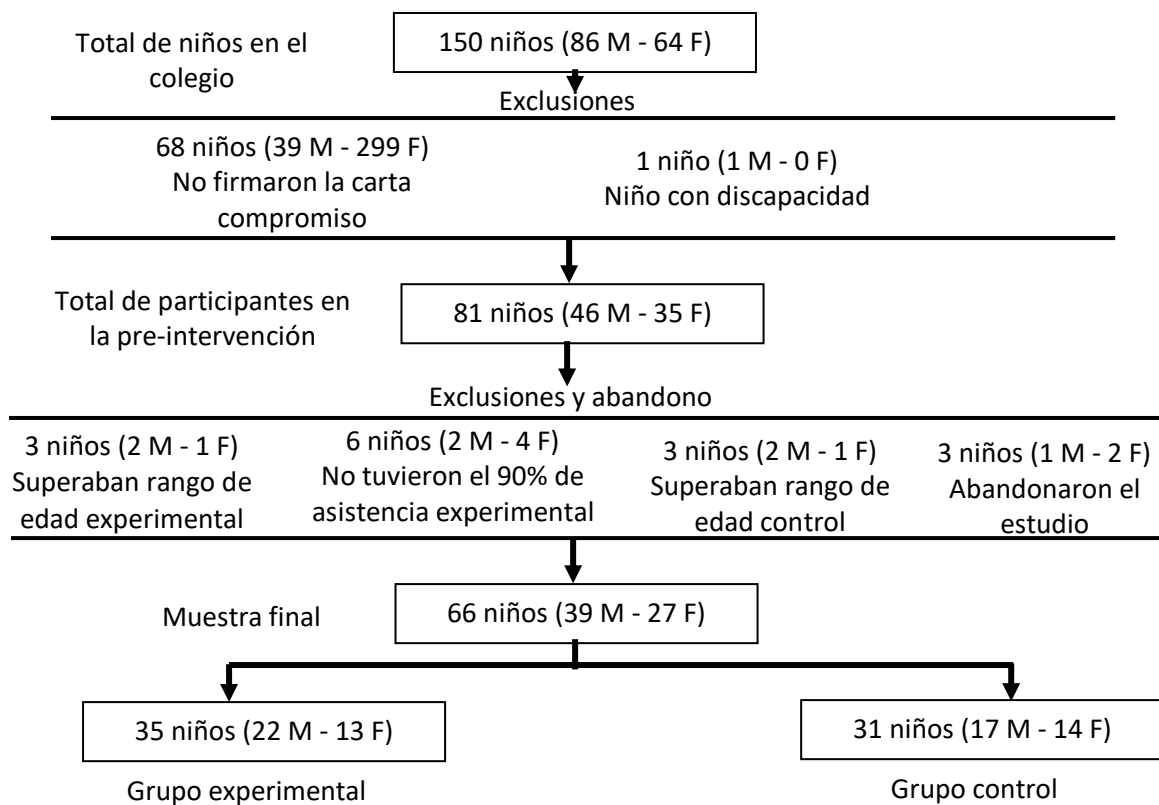 Total de niños en el
colegio
150 niños (86 M - 64 F)
Exclusiones
68 niños (39 M - 299 F)
No firmaron la carta
compromiso
1 niño (1 M - 0 F)
Niño con discapacidad
Total de participantes en
la pre-intervención
81 niños (46 M - 35 F)
Exclusiones y abandono
3 niños (2 M - 1 F)
Superaban rango de
edad experimental
6 niños (2 M - 4 F)
No tuvieron el 90% de
asistencia experimental
3 niños (2 M - 1 F)
Superaban rango de
edad control
3 niños (1 M - 2 F)
Abandonaron el
estudio
Muestra final
66 niños (39 M - 27 F)
35 niños (22 M - 13 F)
Grupo experimental
31 niños (17 M - 14 F)
Grupo control